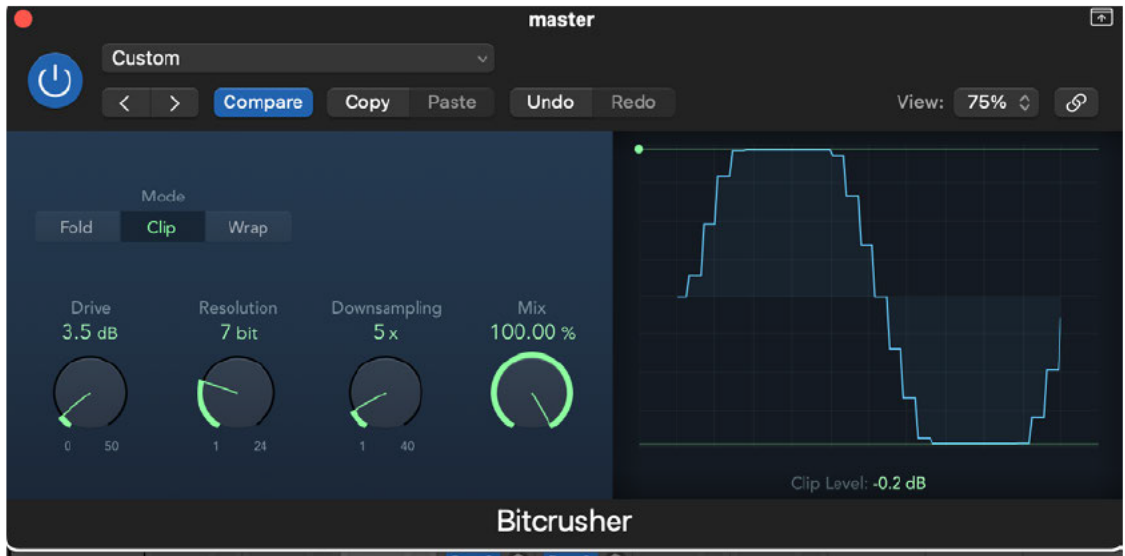 master
Custom
Compare Copy Paste Undo Redo View: 75%
Mode
Fold Clip Wrap
Drive Resolution Downsampling Mix
3.5 dB 7 bit 5 x 100.00 %
0 50 1 24 1 40
Clip Level: -0.2 dB
Bitcrusher